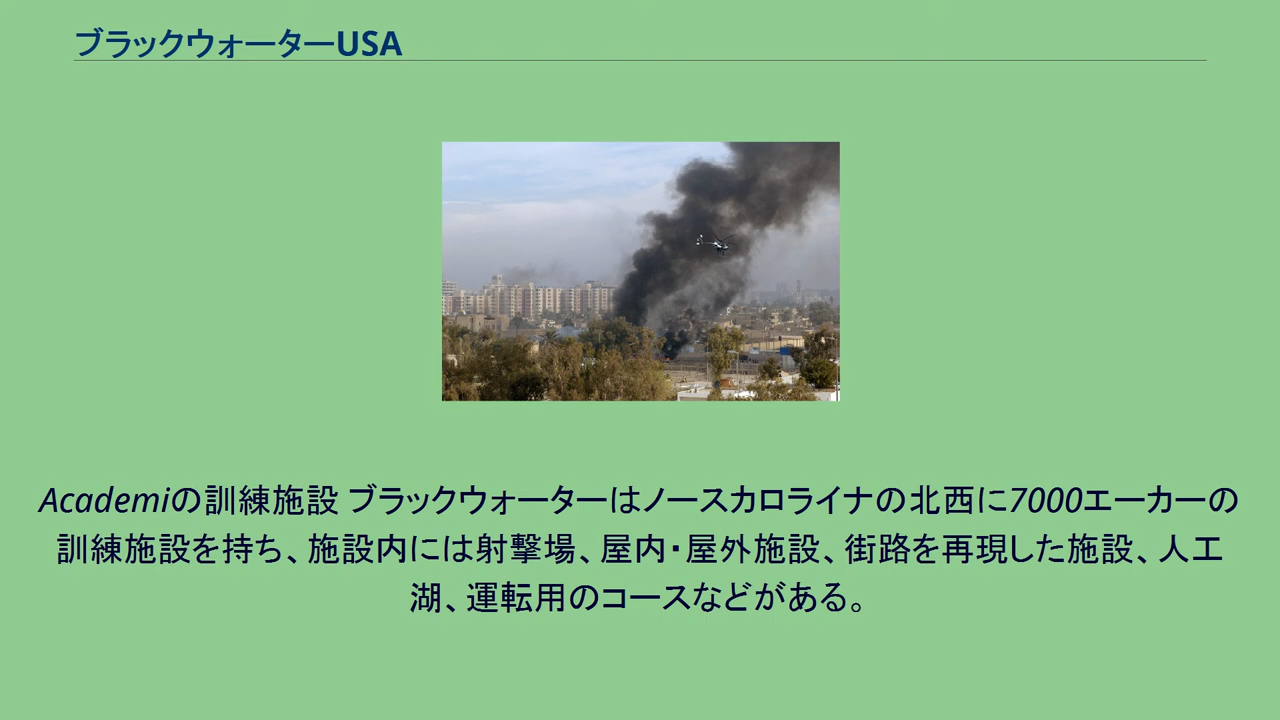 ブラックウォーターUSA
Academiの訓練施設 ブラックウォーターはノースカロライナの北西に7000エーカーの
訓練施設を持ち、施設内には射撃場、屋内・屋外施設、街路を再現した施設、人工
湖、運転用のコースなどがある。